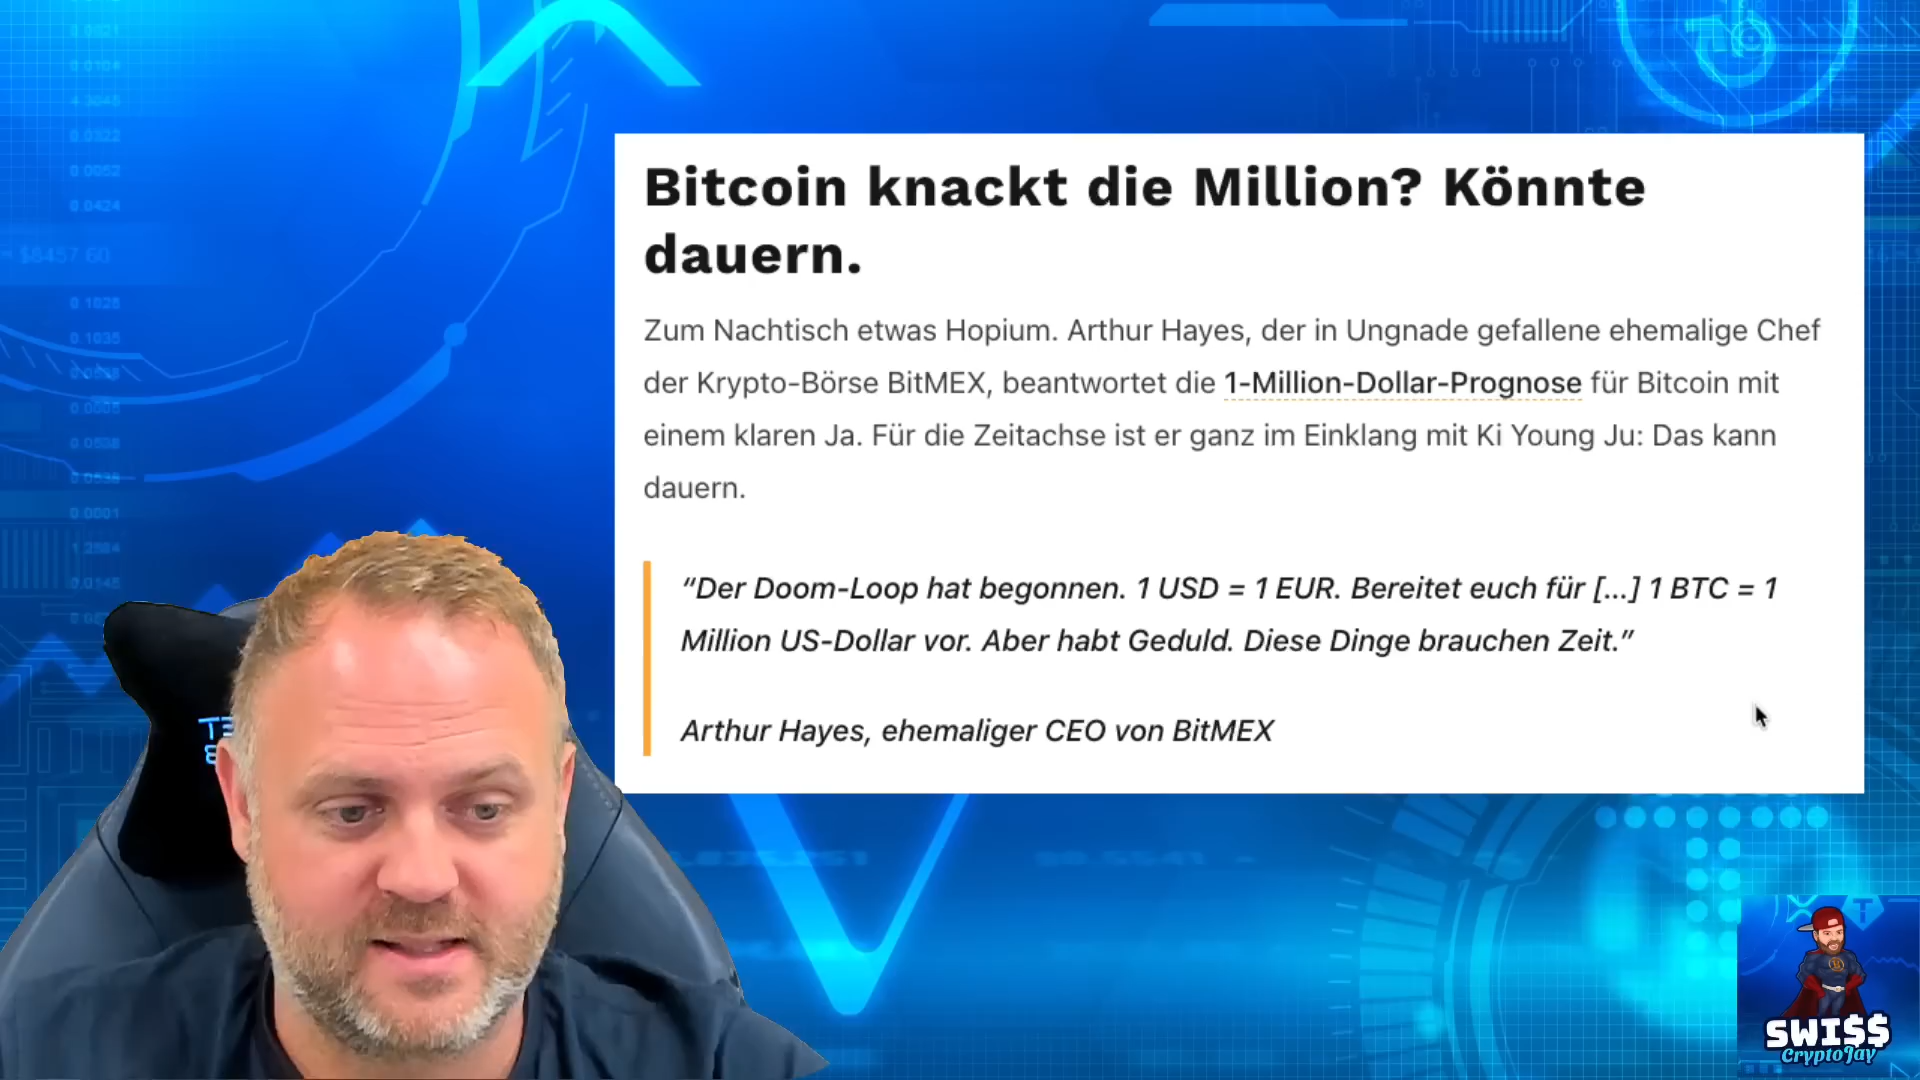 Bitcoin knackt die Million? Könnte
dauern.
Zum Nachtisch etwas Hopium. Arthur Hayes, der in Ungnade gefallene ehemalige Chef
der Krypto-Börse BitMEX, beantwortet die 1-Million-Dollar-Prognose für Bitcoin mit
einem klaren Ja. Für die Zeitachse ist er ganz im Einklang mit Ki Young Ju: Das kann
dauern.
“Der Doom-Loop hat begonnen. 1 USD = 1 EUR. Bereitet euch für [...] 1 BTC = 1
Million US-Dollar vor. Aber habt Geduld. Diese Dinge brauchen Zeit.”
Arthur Hayes, ehemaliger CEO von BitMEX
$8457.60
SWI$$
CryptoJay